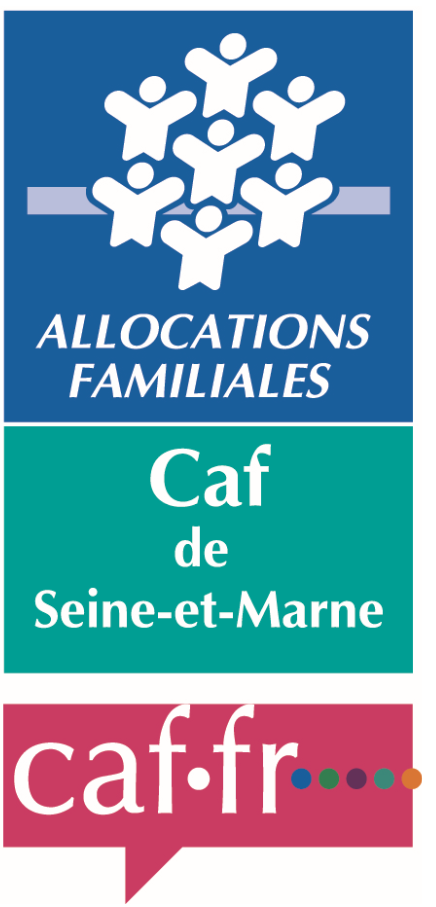 ALLOCATIONS
FAMILIALES
Caf
de
Seine-et-Marne
caf.fr